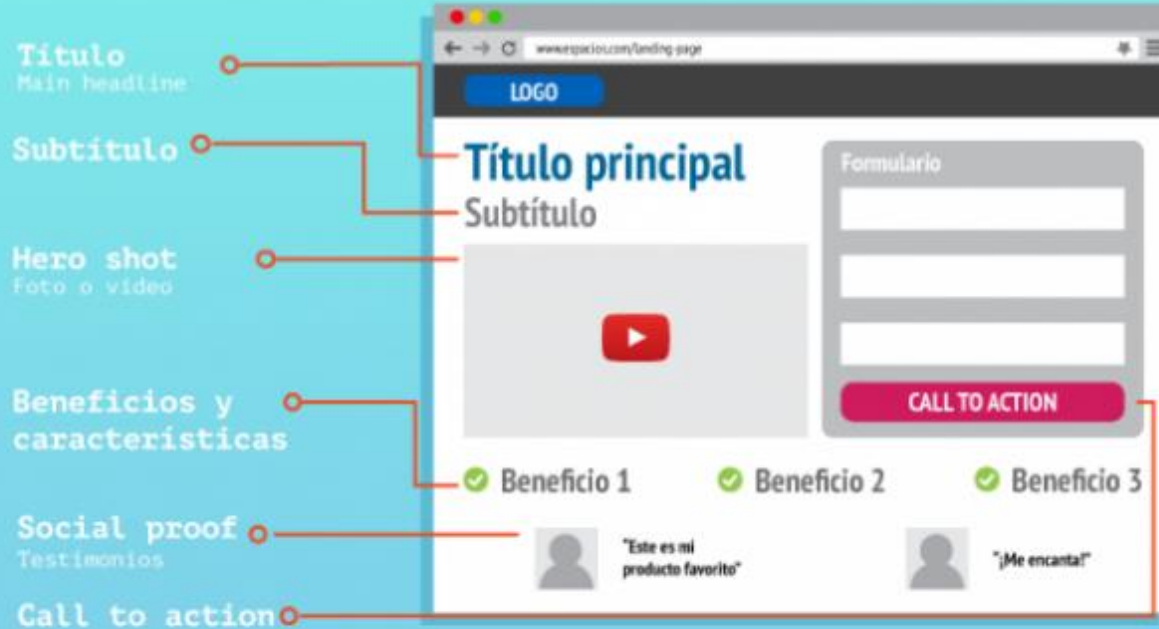 Título
Main headline
Subtítulo
Hero shot
Foto o video
Beneficios y
características
Social proof
Testimonios
Call to action
www.espacios.com/landing-page
LOGO
Título principal
Subtítulo
Formulario
CALL TO ACTION
Beneficio 1
Beneficio 2
Beneficio 3
"Este es mi
producto favorito"
"¡Me encanta!"